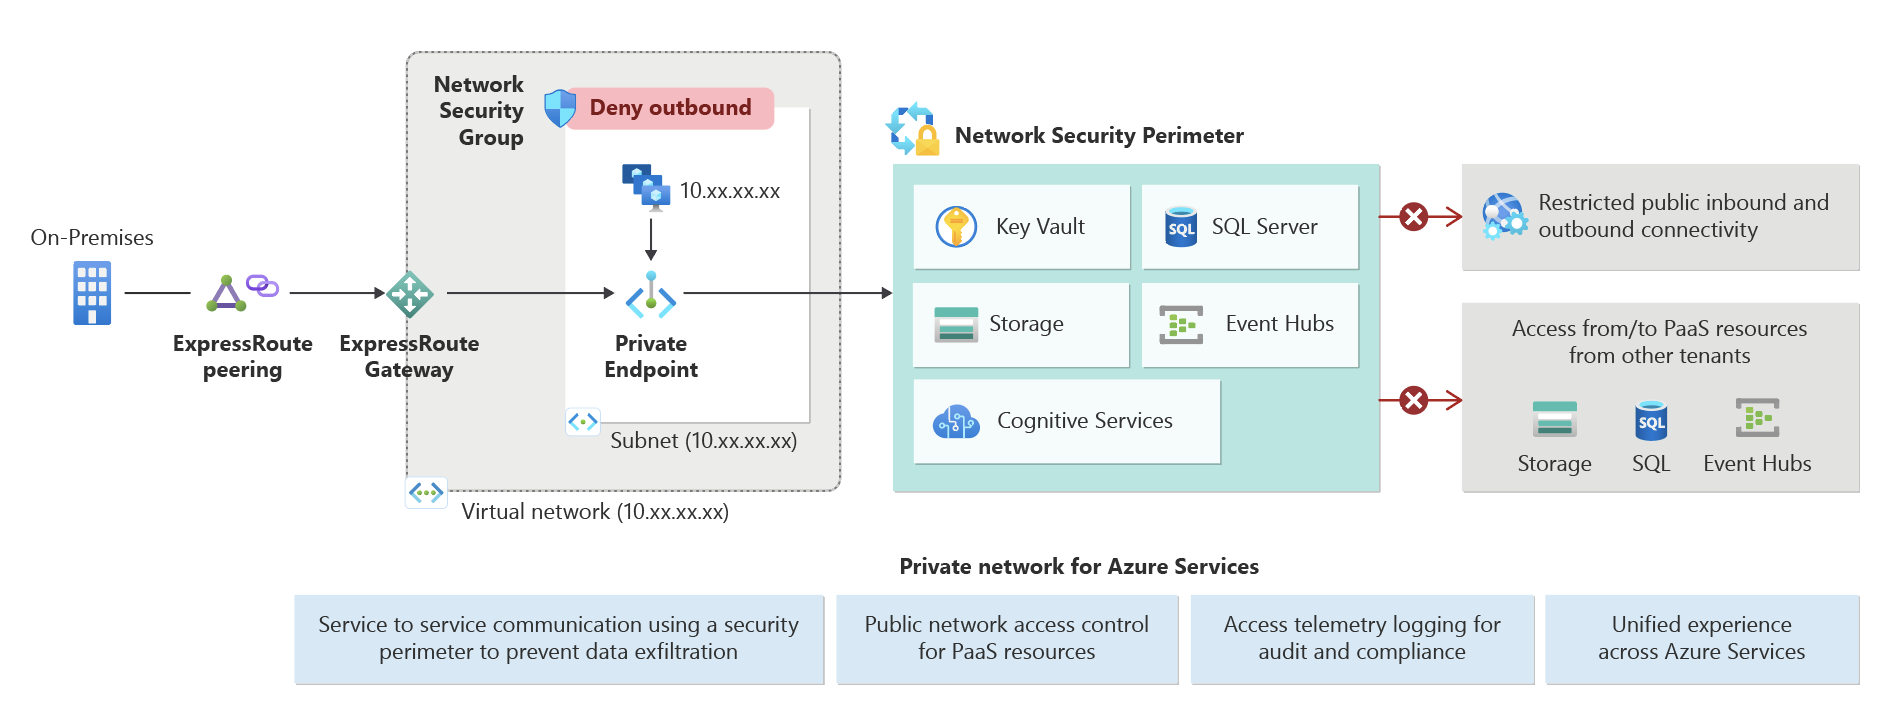 Network
Security
Group
Deny outbound
10.xx.xx.xx
On-Premises
ExpressRoute
peering
ExpressRoute
Gateway
Private
Endpoint
Subnet (10.xx.xx.xx)
Virtual network (10.xx.xx.xx)
Network Security Perimeter
Key Vault
SQL
SQL Server
Storage
Event Hubs
Cognitive Services
Restricted public inbound and
outbound connectivity
Access from/to PaaS resources
from other tenants
SQL
Storage
SQL
Event Hubs
Private network for Azure Services
Service to service communication using a security
perimeter to prevent data exfiltration
Public network access control
for PaaS resources
Access telemetry logging for
audit and compliance
Unified experience
across Azure Services